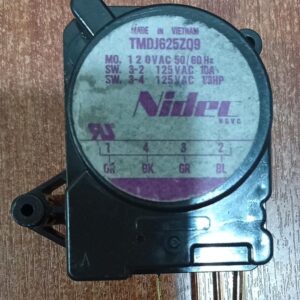 MADE IN VIETNAM
TMDJ625ZQ9
MO. 120VAC 50/60Hz
SW. 3-2 125VAC 10A
SW. 3-4 125VAC 1/3HP
Nidec
1 4 3 2
GR BK GR BL